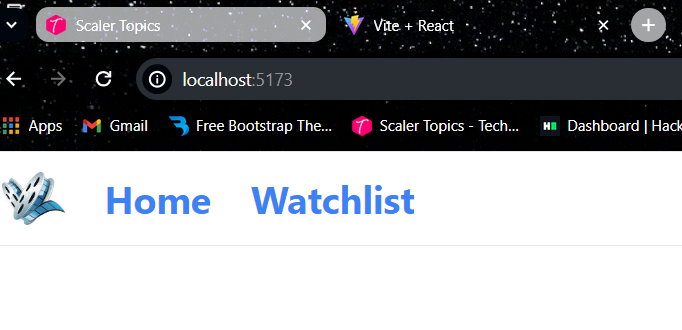 Scaler Topics Vite + React
localhost:5173
Apps Gmail Free Bootstrap The... Scaler Topics - Tech... Dashboard | Hack
Home Watchlist